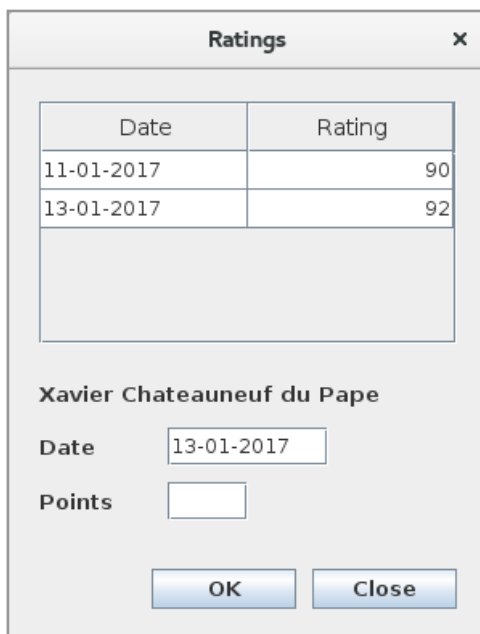 Ratings ×
Date Rating
11-01-2017 90
13-01-2017 92
Xavier Chateauneuf du Pape
Date 13-01-2017
Points
OK Close